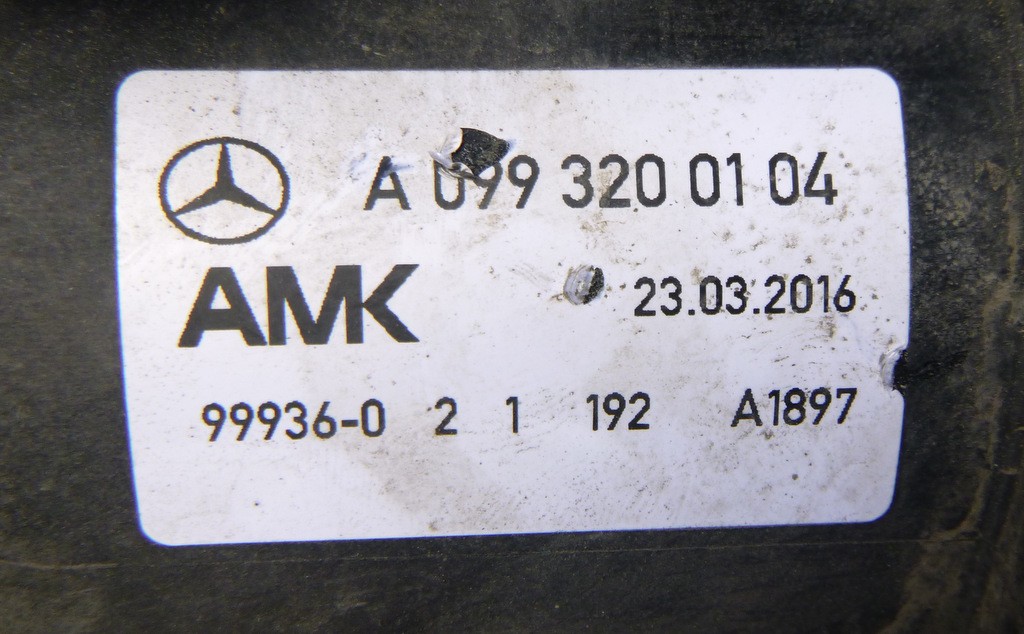 A 099 320 01 04
AMK 23.03.2016
99936-0 2 1 192 A1897